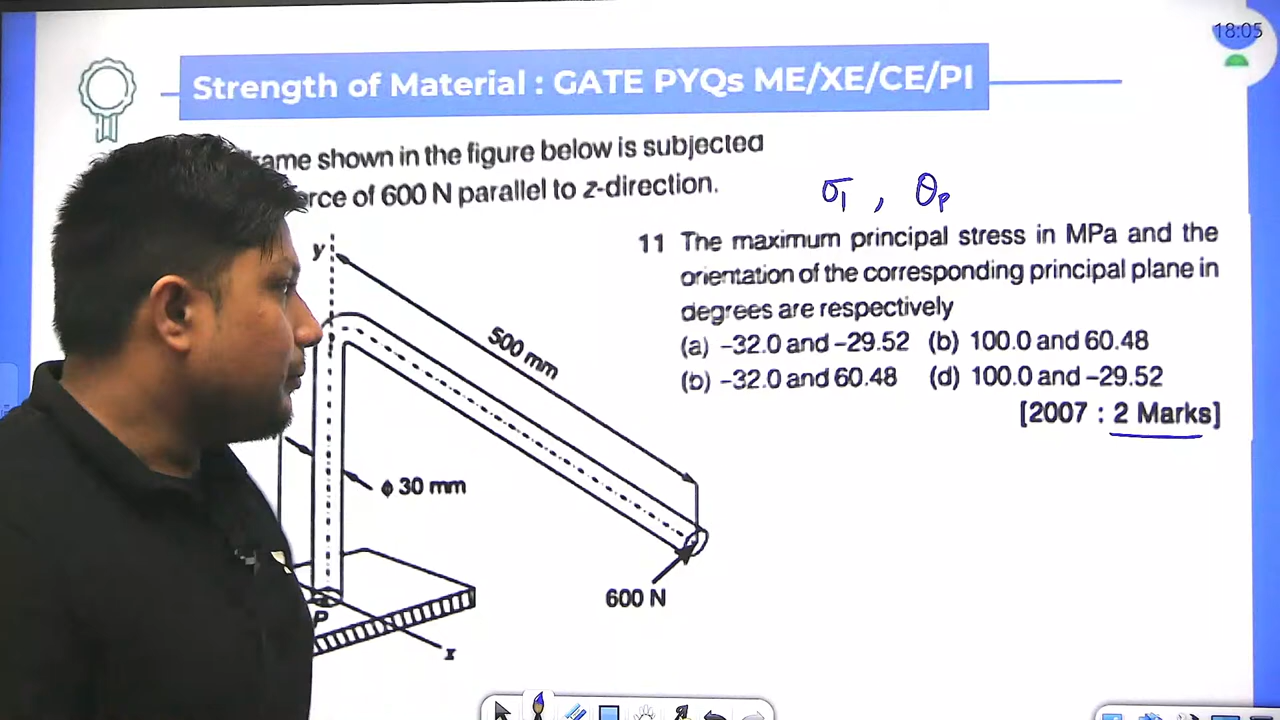 18:05
Strength of Material : GATE PYQs ME/XE/CE/PI
shown in the figure below is subjected
of 600 N parallel to z-direction.
σ1 , θp
y
11 The maximum principal stress in MPa and the
orientation of the corresponding principal plane in
degrees are respectively
(a) -32.0 and -29.52 (b) 100.0 and 60.48
(b) -32.0 and 60.48 (d) 100.0 and -29.52
[2007 : 2 Marks]
500 mm
ϕ 30 mm
600 N
P
x